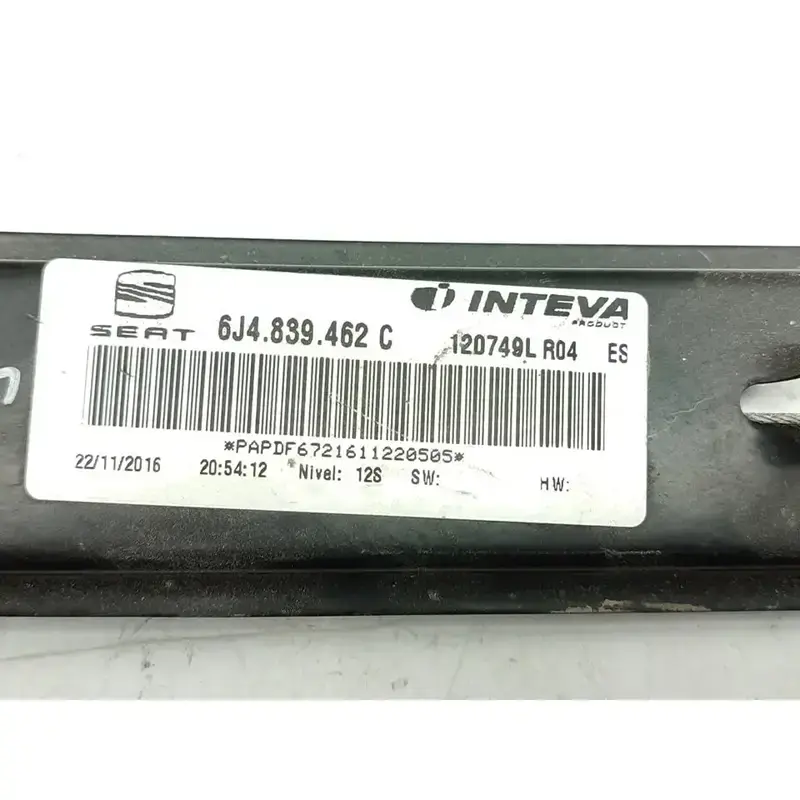 SEAT 6J4.839.462 C
INTEVA
PRODUCT
120749L R04 ES
*PAPDF6721611220505*
22/11/2016 20:54:12 Nivel: 12S SW: HW: